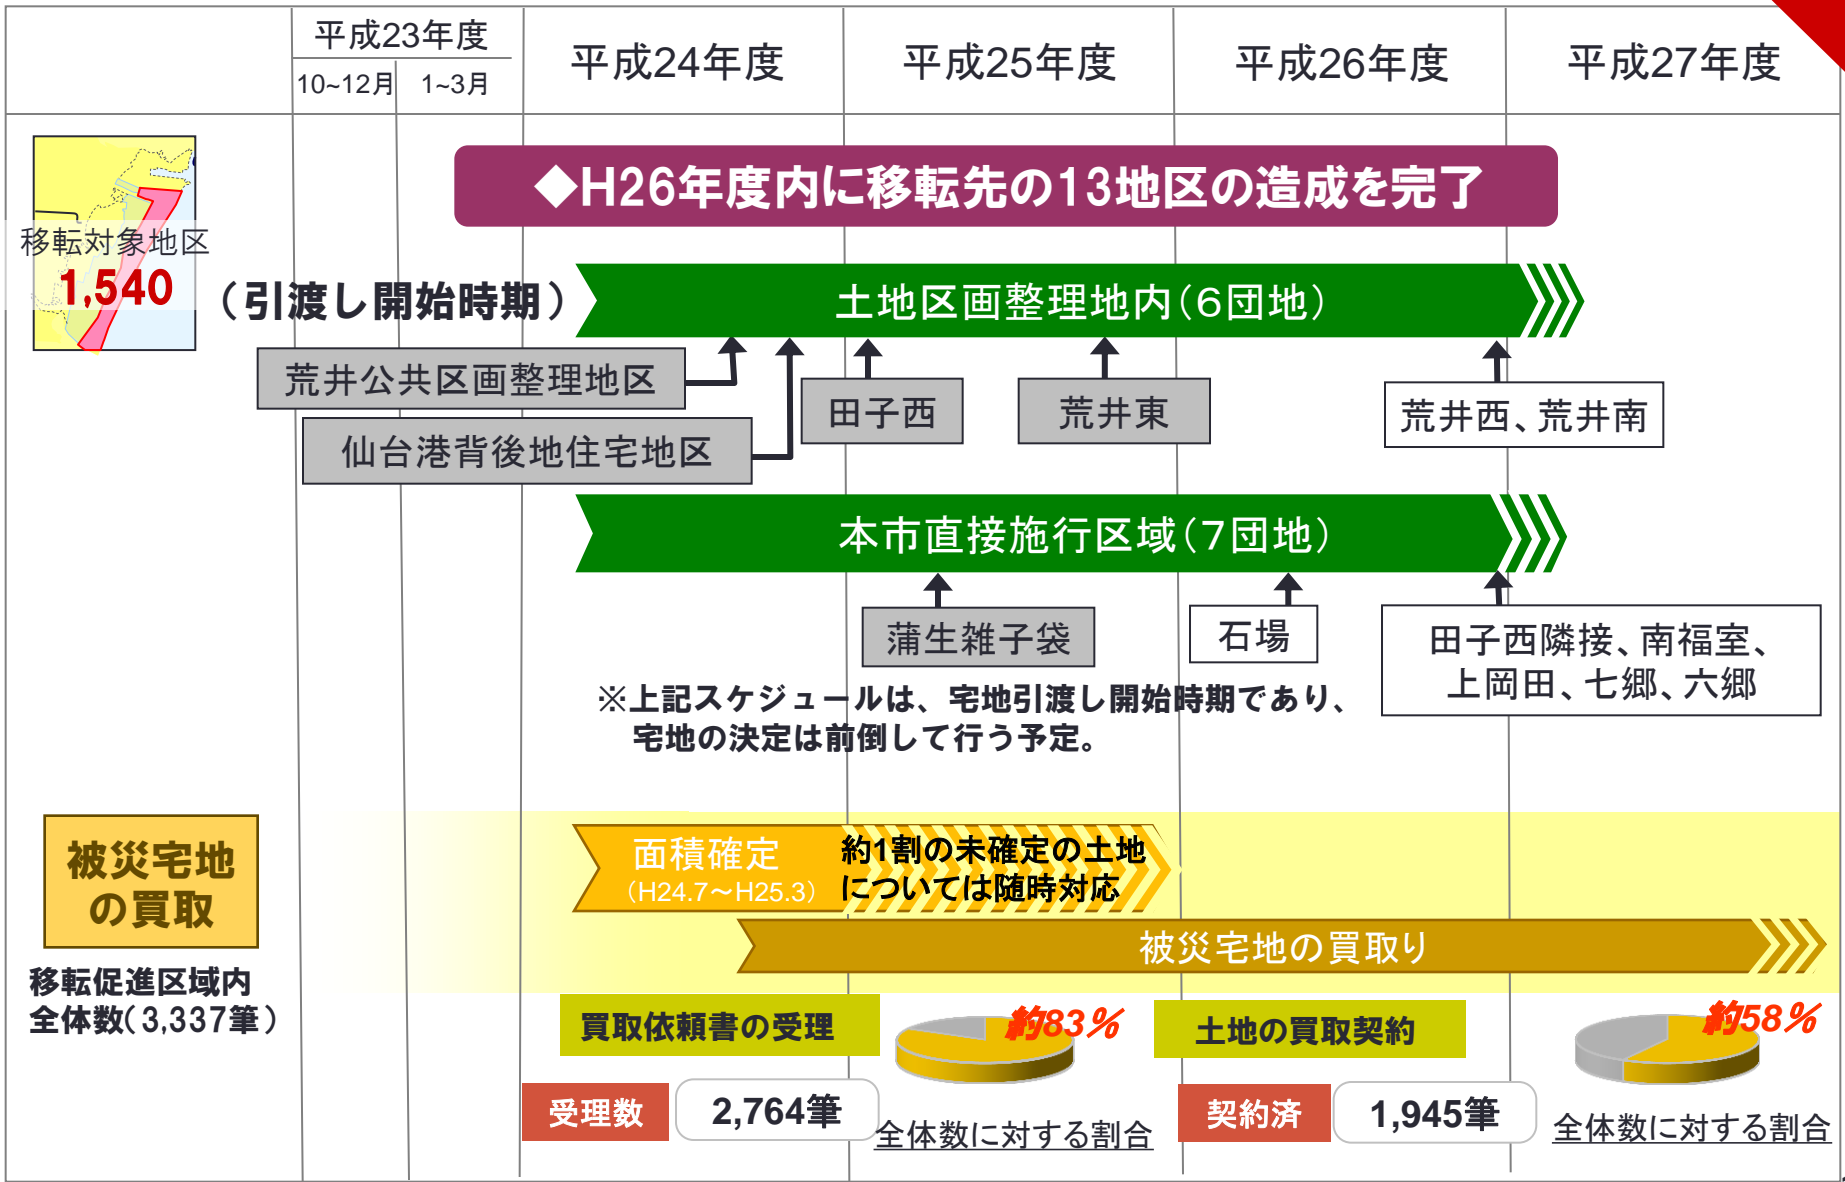 平成23年度
10~12月
1~3月
平成24年度
平成25年度
平成26年度
平成27年度
◆H26年度内に移転先の13地区の造成を完了
移転対象地区
1,540
（引渡し開始時期）
土地区画整理地内（６団地）
荒井公共区画整理地区
仙台港背後地住宅地区
田子西
荒井東
荒井西、荒井南
本市直接施行区域（７団地）
蒲生雑子袋
石場
田子西隣接、南福室、
上岡田、七郷、六郷
※上記スケジュールは、宅地引渡し開始時期であり、
宅地の決定は前倒して行う予定。
被災宅地
の買取
面積確定
（H24.7～H25.3）
約1割の未確定の土地
については随時対応
被災宅地の買取り
移転促進区域内
全体数（3,337筆）
買取依頼書の受理
約83％
土地の買取契約
約58％
受理数
2,764筆
全体数に対する割合
契約済
1,945筆
全体数に対する割合